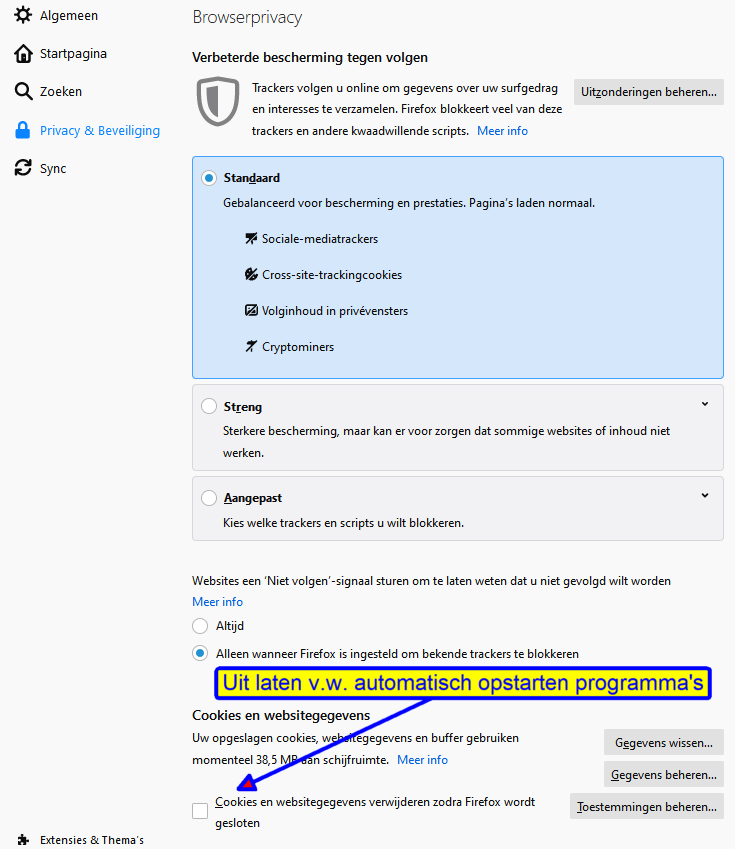 Algemeen
Startpagina
Zoeken
Privacy & Beveiliging
Sync
Extensies & Thema's
Browserprivacy
Verbeterde bescherming tegen volgen
Trackers volgen u online om gegevens over uw surfgedrag
en interesses te verzamelen. Firefox blokkeert veel van deze
trackers en andere kwaadwillende scripts. Meer info
Uitzonderingen beheren...
Standaard
Gebalanceerd voor bescherming en prestaties. Pagina's laden normaal.
Sociale-mediatrackers
Cross-site-trackingcookies
Volginhoud in privévensters
Cryptominers
Streng
Sterkere bescherming, maar kan er voor zorgen dat sommige websites of inhoud niet
werken.
Aangepast
Kies welke trackers en scripts u wilt blokkeren.
Websites een ‘Niet volgen’-signaal sturen om te laten weten dat u niet gevolgd wilt worden
Meer info
Altijd
Alleen wanneer Firefox is ingesteld om bekende trackers te blokkeren
Uit laten v.w. automatisch opstarten programma's
Cookies en websitegegevens
Uw opgeslagen cookies, websitegegevens en buffer gebruiken
momenteel 38,5 MB aan schijfruimte. Meer info
Gegevens wissen...
Gegevens beheren...
Cookies en websitegegevens verwijderen zodra Firefox wordt
gesloten
Toestemmingen beheren...